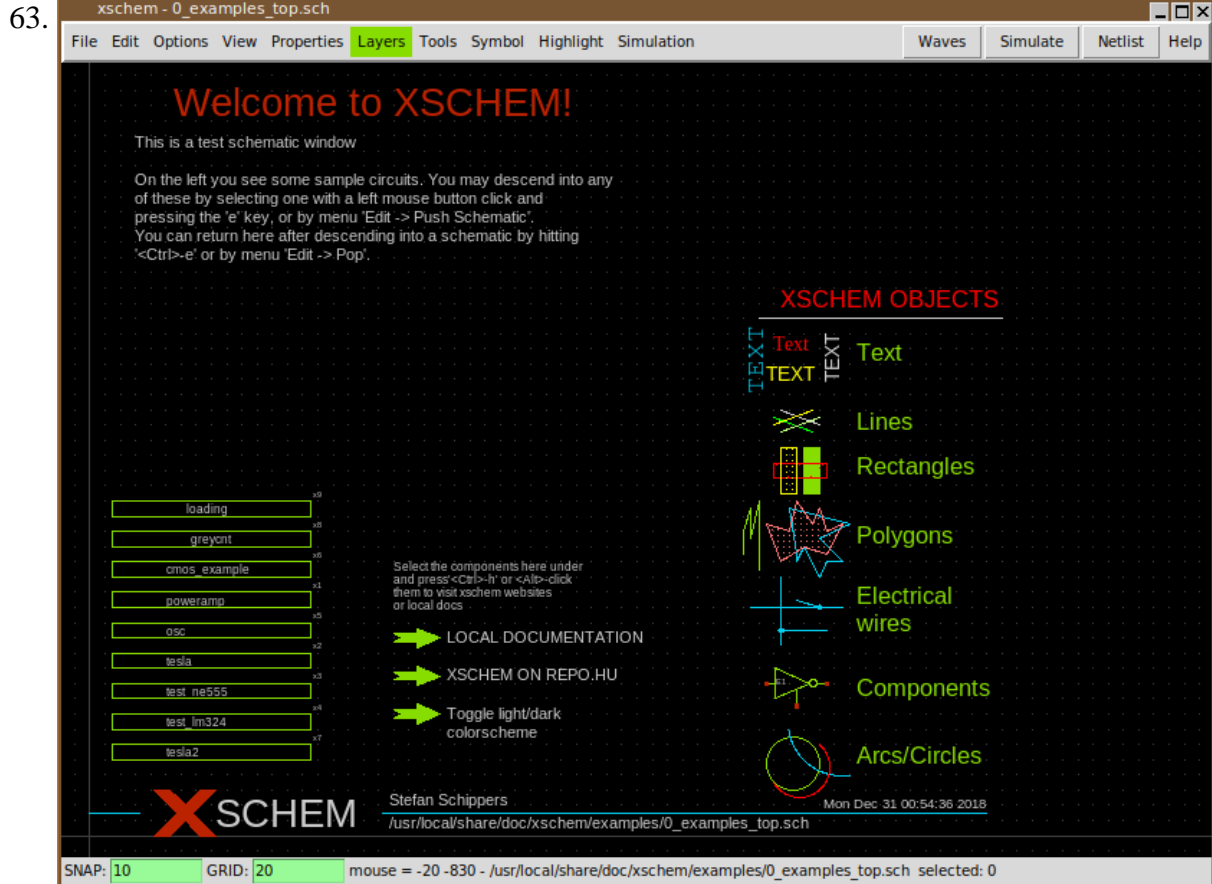 63.
xschem - 0_examples_top.sch
File Edit Options View Properties Layers Tools Symbol Highlight Simulation Waves Simulate Netlist Help
Welcome to XSCHEM!
This is a test schematic window
On the left you see some sample circuits. You may descend into any
of these by selecting one with a left mouse button click and
pressing the 'e' key, or by menu 'Edit -> Push Schematic'.
You can return here after descending into a schematic by hitting
'<Ctrl>-e' or by menu 'Edit -> Pop'.
XSCHEM OBJECTS
TEXT
Text
TEXT
TEXT
Text
Lines
Rectangles
Polygons
Electrical
wires
Components
Arcs/Circles
x9
loading
x8
greycnt
x6
cmos_example
x1
poweramp
x5
osc
x2
tesla
x3
test_ne555
x4
test_lm324
x7
tesla2
Select the components here under
and press'<Ctrl>-h' or <Alt>-click
them to visit xschem websites
or local docs
LOCAL DOCUMENTATION
XSCHEM ON REPO.HU
Toggle light/dark
colorscheme
XSCHEM
Stefan Schippers
Mon Dec 31 00:54:36 2018
/usr/local/share/doc/xschem/examples/0_examples_top.sch
SNAP: 10 GRID: 20 mouse = -20 -830 - /usr/local/share/doc/xschem/examples/0_examples_top.sch selected: 0